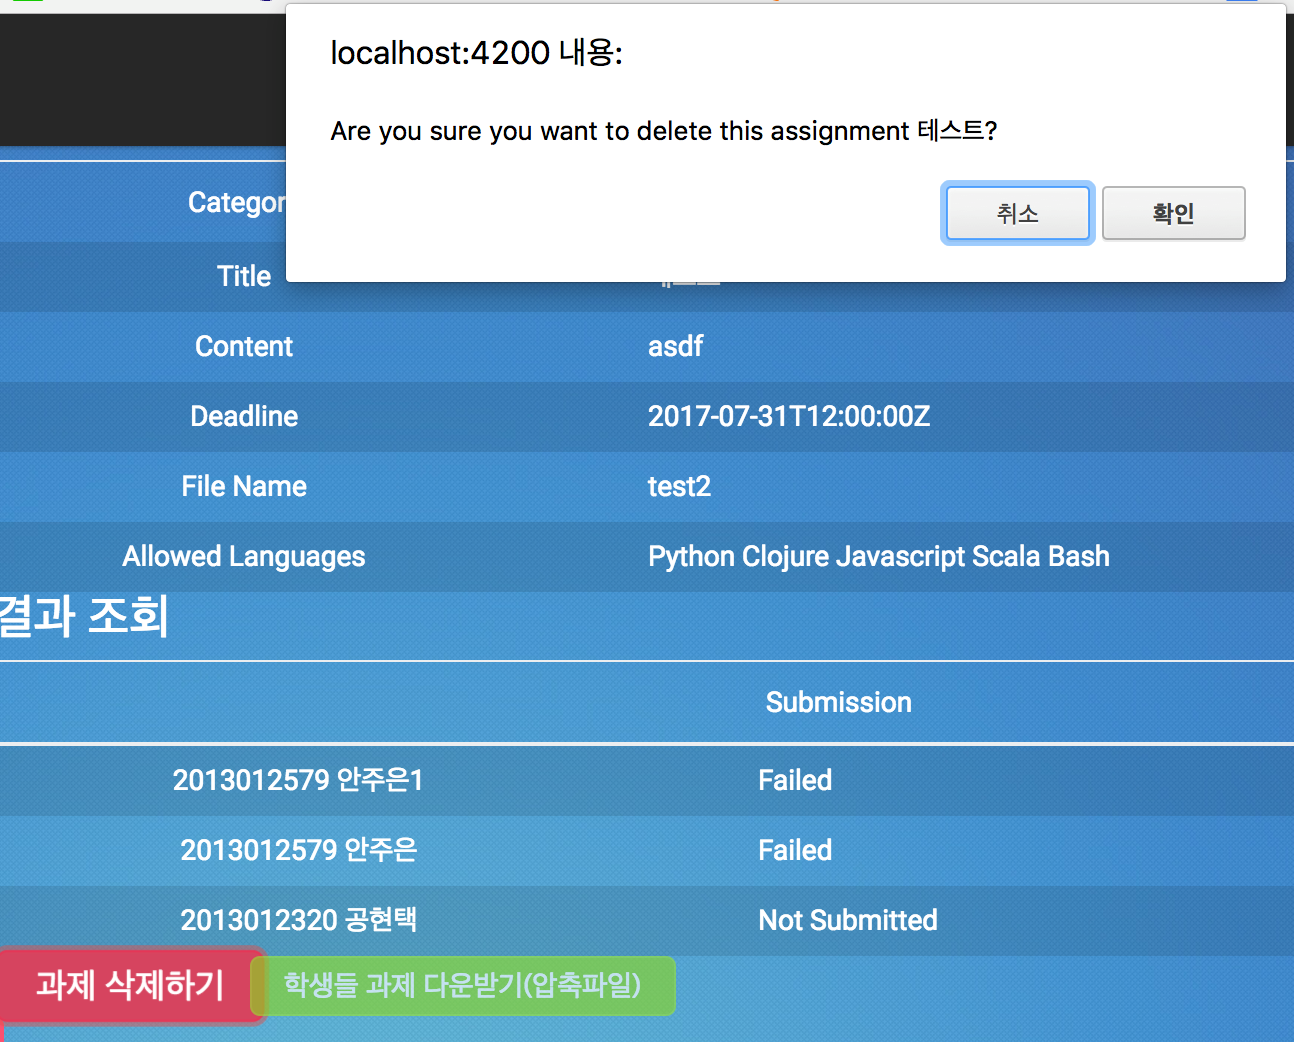 localhost:4200 내용:
Are you sure you want to delete this assignment 테스트?
취소 확인
Title
Content asdf
Deadline 2017-07-31T12:00:00Z
File Name test2
Allowed Languages Python Clojure Javascript Scala Bash
결과 조회
Submission
2013012579 안주은1 Failed
2013012579 안주은 Failed
2013012320 공현택 Not Submitted
과제 삭제하기 학생들 과제 다운받기(압축파일)